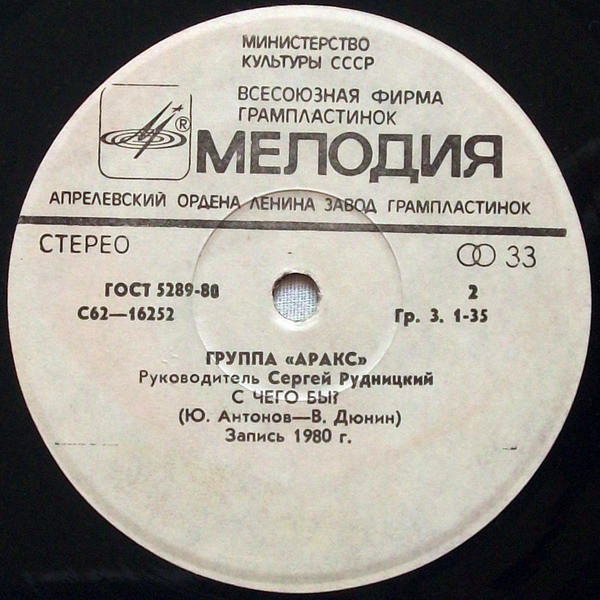 МИНИСТЕРСТВО
КУЛЬТУРЫ СССР
ВСЕСОЮЗНАЯ ФИРМА
ГРАМПЛАСТИНОК
®
МЕЛОДИЯ
АПРЕЛЕВСКИЙ ОРДЕНА ЛЕНИНА ЗАВОД ГРАМПЛАСТИНОК
СТЕРЕО 33
ГОСТ 5289-80 2
С62—16252 Гр. 3. 1-35
ГРУППА «АРАКС»
Руководитель Сергей Рудницкий
С ЧЕГО БЫ?
(Ю. Антонов—В. Дюнин)
Запись 1980 г.